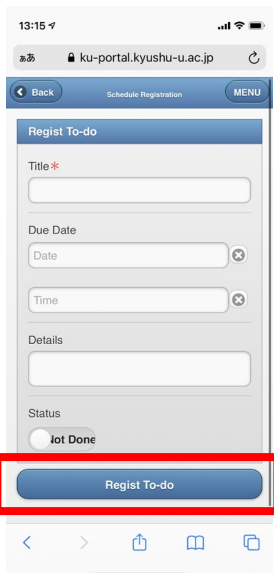 13:15
ああ ku-portal.kyushu-u.ac.jp
Back Schedule Registration MENU
Regist To-do
Title*
Due Date
Date
Time
Details
Status
Not Done
Regist To-do